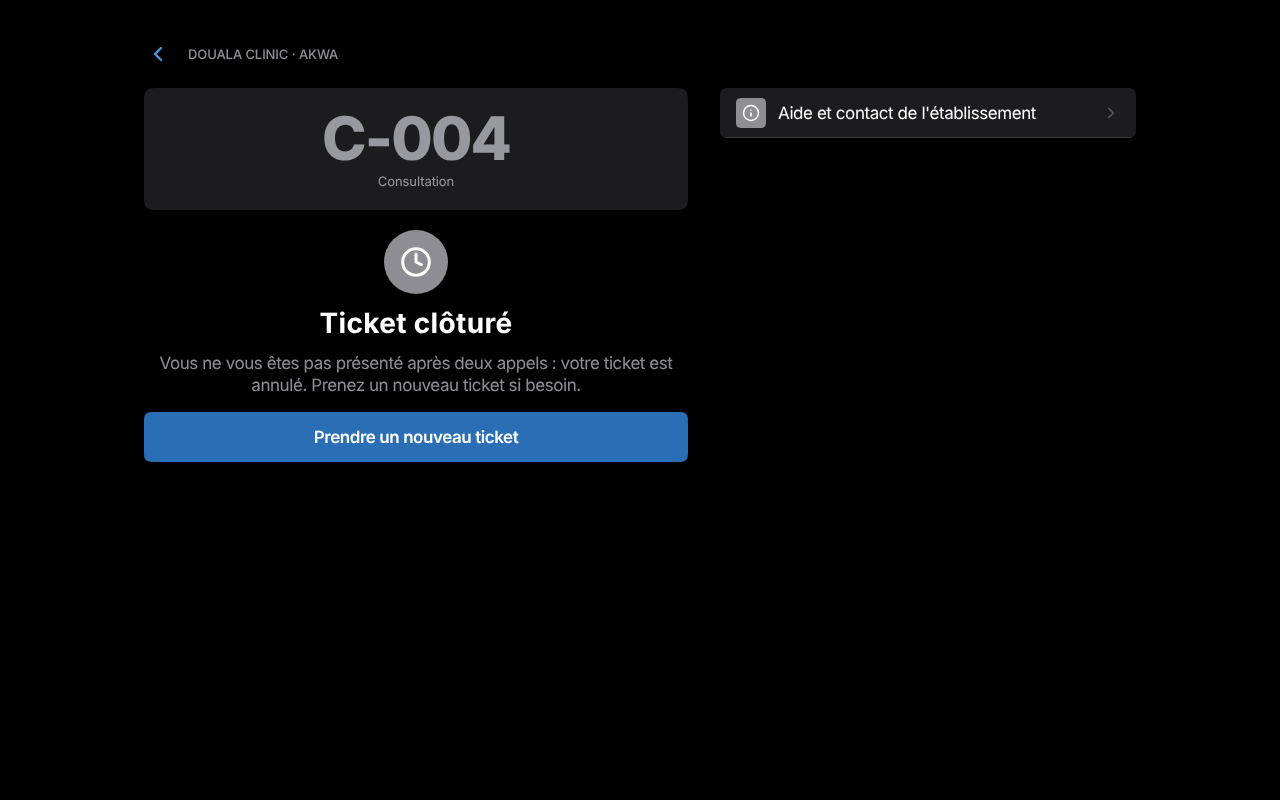 DOUALA CLINIC · AKWA
C-004
Consultation
Ticket clôturé
Vous ne vous êtes pas présenté après deux appels : votre ticket est
annulé. Prenez un nouveau ticket si besoin.
Prendre un nouveau ticket
Aide et contact de l'établissement